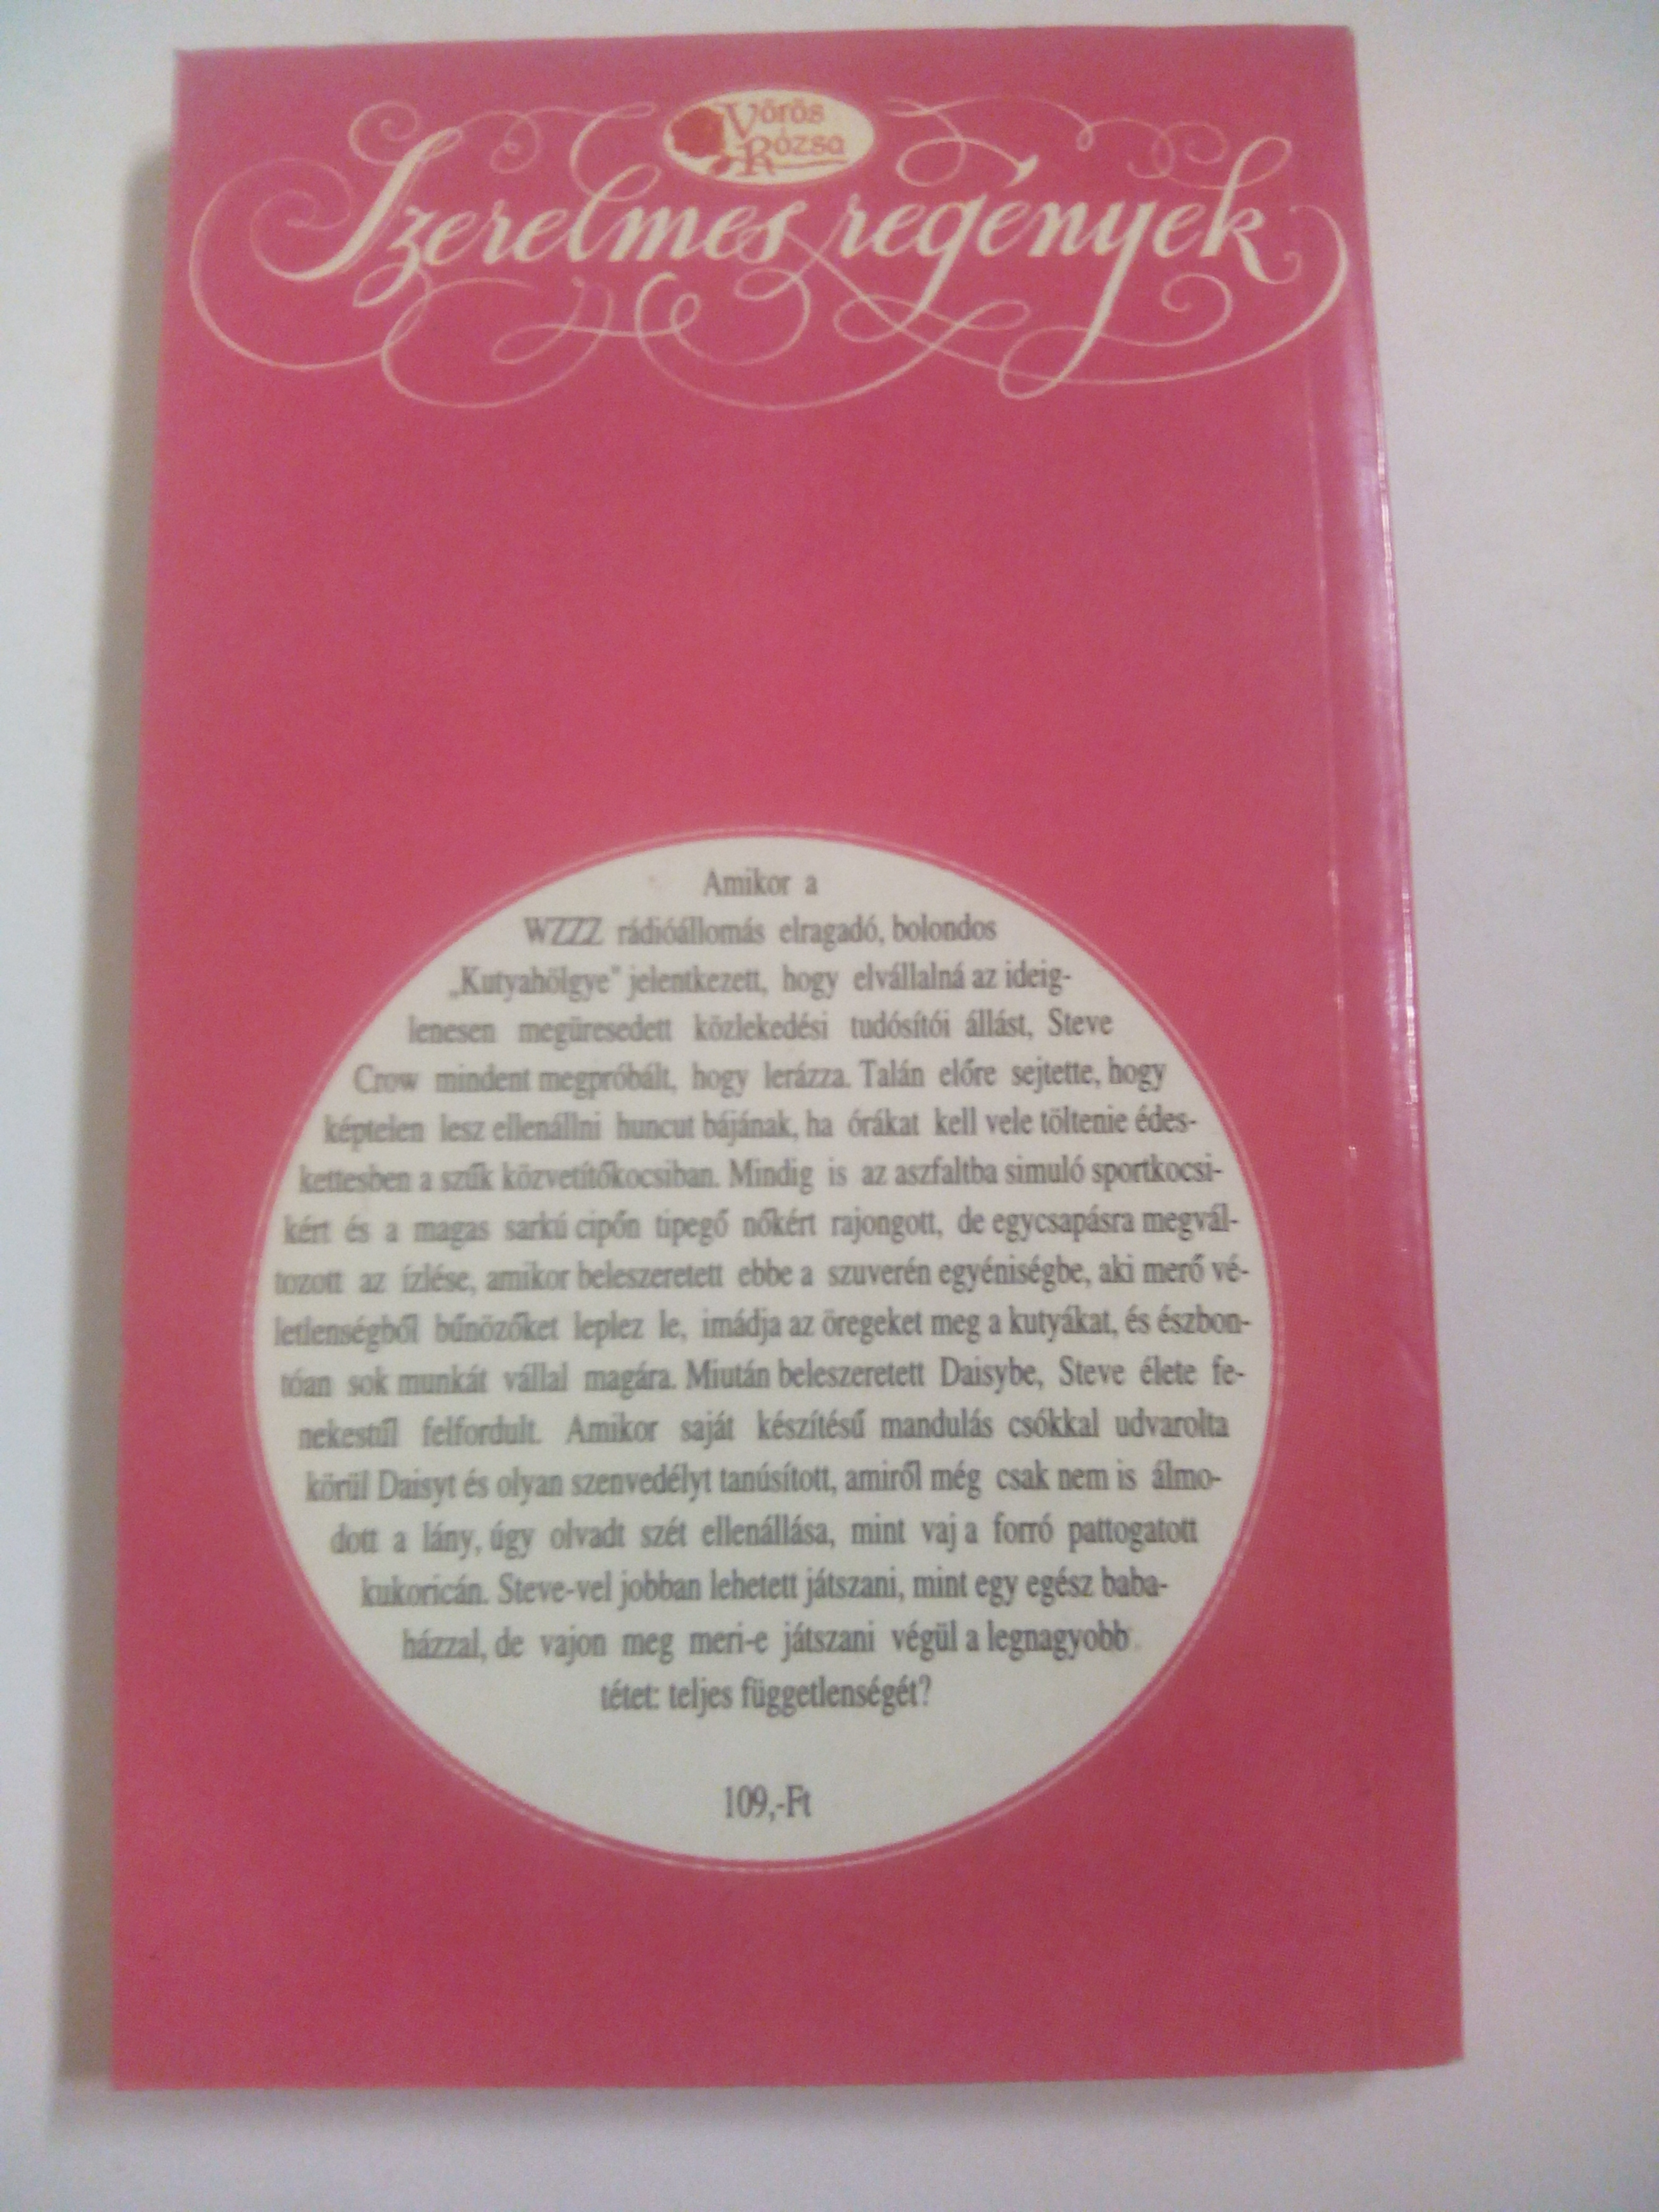 Vörös
Rózsa
Szerelmes regények
Amikor a
WZZZ rádióállomás elragadó, bolondos
„Kutyahölgye" jelentkezett, hogy elvállalná az ideig-
lenesen megüresedett közlekedési tudósítói állást, Steve
Crow mindent megpróbált, hogy lerázza. Talán előre sejtette, hogy
képtelen lesz ellenállni huncut bájának, ha órákat kell vele töltenie édes-
kettesben a szűk közvetítőkocsiban. Mindig is az aszfaltba simuló sportkocsi-
kért és a magas sarkú cipőn tipegő nőkért rajongott, de egycsapásra megvál-
tozott az ízlése, amikor beleszeretett ebbe a szuverén egyéniségbe, aki merő vé-
letlenségből bűnözőket leplez le, imádja az öregeket meg a kutyákat, és észbon-
tóan sok munkát vállal magára. Miután beleszeretett Daisybe, Steve élete fe-
nekestűl felfordult. Amikor saját készítésű mandulás csókkal udvarolta
körül Daisyt és olyan szenvedélyt tanúsított, amiről még csak nem is álmo-
dott a lány, úgy olvadt szét ellenállása, mint vaj a forró pattogatott
kukoricán. Steve-vel jobban lehetett játszani, mint egy egész baba-
házzal, de vajon meg meri-e játszani végül a legnagyobb
tétet: teljes függetlenségét?
109,-Ft